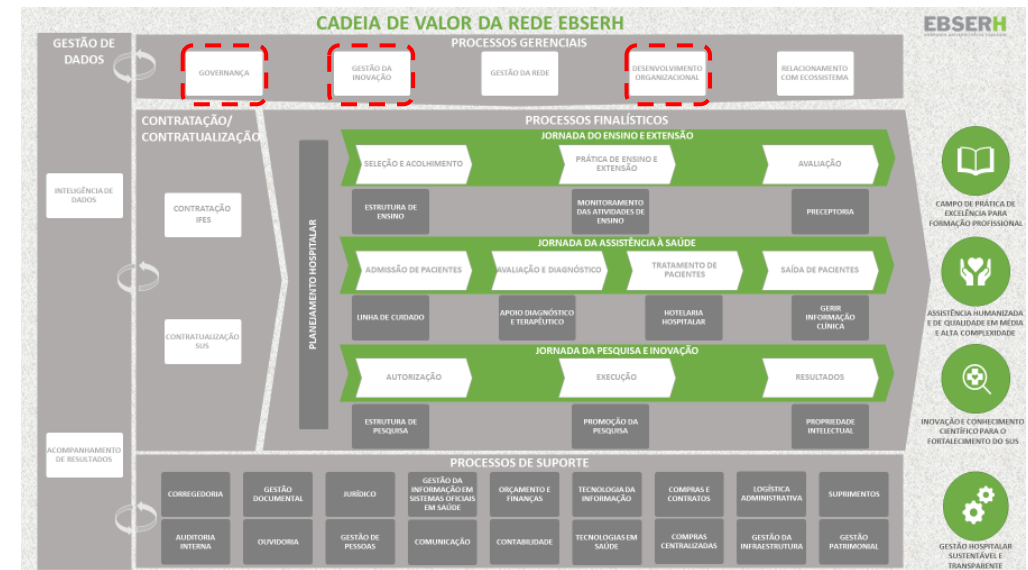 CADEIA DE VALOR DA REDE EBSERH
EBSERH
GESTÃO DE
DADOS
PROCESSOS GERENCIAIS
GOVERNANÇA
GESTÃO DA
INOVAÇÃO
GESTÃO DA REDE
DESENVOLVIMENTO
ORGANIZACIONAL
RELACIONAMENTO
COM ECOSSISTEMA
INTELIGÊNCIA DE
DADOS
ACOMPANHAMENTO
DE RESULTADOS
CONTRATAÇÃO/
CONTRATUALIZAÇÃO
CONTRATAÇÃO
IFES
CONTRATUALIZAÇÃO
SUS
PROCESSOS FINALÍSTICOS
PLANEJAMENTO HOSPITALAR
JORNADA DO ENSINO E EXTENSÃO
SELEÇÃO E ACOLHIMENTO
PRÁTICA DE ENSINO E
EXTENSÃO
AVALIAÇÃO
ESTRUTURA DE
ENSINO
MONITORAMENTO
DAS ATIVIDADES DE
ENSINO
PRECEPTORIA
JORNADA DA ASSISTÊNCIA À SAÚDE
ADMISSÃO DE PACIENTES
AVALIAÇÃO E DIAGNÓSTICO
TRATAMENTO DE
PACIENTES
SAÍDA DE PACIENTES
LINHA DE CUIDADO
APOIO DIAGNÓSTICO
E TERAPÊUTICO
HOTELARIA
HOSPITALAR
GERIR
INFORMAÇÃO
CLÍNICA
JORNADA DA PESQUISA E INOVAÇÃO
AUTORIZAÇÃO
EXECUÇÃO
RESULTADOS
ESTRUTURA DE
PESQUISA
PROMOÇÃO DA
PESQUISA
PROPRIEDADE
INTELECTUAL
PROCESSOS DE SUPORTE
CORREGEDORIA
GESTÃO
DOCUMENTAL
JURÍDICO
GESTÃO DA
INFORMAÇÃO EM
SISTEMAS OFICIAIS
EM SAÚDE
ORÇAMENTO E
FINANÇAS
TECNOLOGIA DA
INFORMAÇÃO
COMPRAS E
CONTRATOS
LOGÍSTICA
ADMINISTRATIVA
SUPRIMENTOS
AUDITORIA
INTERNA
OUVIDORIA
GESTÃO DE
PESSOAS
COMUNICAÇÃO
CONTABILIDADE
TECNOLOGIAS EM
SAÚDE
COMPRAS
CENTRALIZADAS
GESTÃO DA
INFRAESTRUTURA
GESTÃO
PATRIMONIAL
CAMPO DE PRÁTICA DE
EXCELÊNCIA PARA
FORMAÇÃO PROFISSIONAL
ASSISTÊNCIA HUMANIZADA
E DE QUALIDADE EM MÉDIA
E ALTA COMPLEXIDADE
INOVAÇÃO E CONHECIMENTO
CIENTÍFICO PARA O
FORTALECIMENTO DO SUS
GESTÃO HOSPITALAR
SUSTENTÁVEL E
TRANSPARENTE